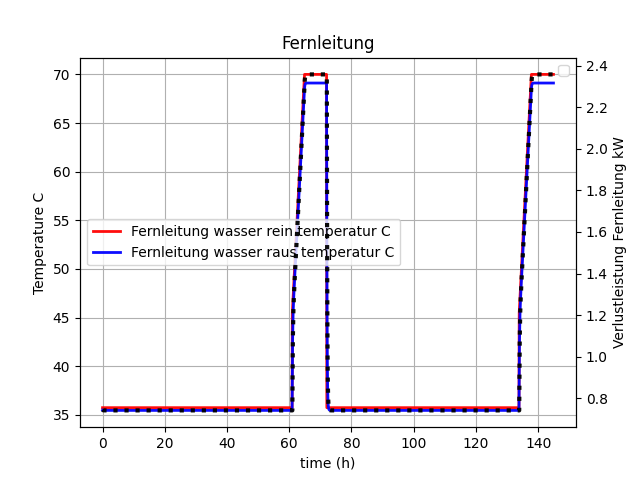 Fernleitung
70
65
60
55
50
45
40
35
Temperature C
2.4
2.2
2.0
1.8
1.6
1.4
1.2
1.0
0.8
Verlustleistung Fernleitung kW
Fernleitung wasser rein temperatur C
Fernleitung wasser raus temperatur C
0 20 40 60 80 100 120 140
time (h)